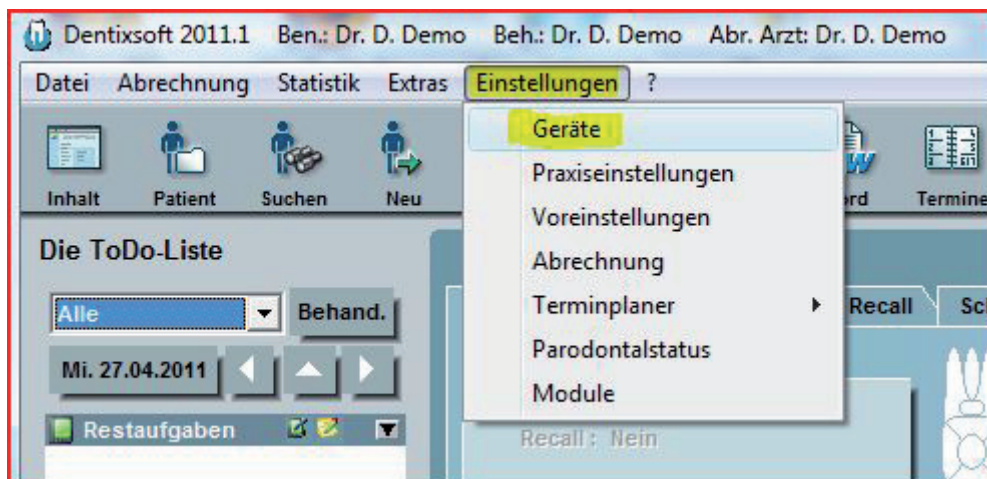 Dentixsoft 2011.1 Ben.: Dr. D. Demo Beh.: Dr. D. Demo Abr. Arzt: Dr. D. Demo
Datei Abrechnung Statistik Extras Einstellungen ?
Geräte
Praxiseinstellungen
Voreinstellungen
Abrechnung
Terminplaner
Parodontalstatus
Module
Inhalt Patient Suchen Neu Termine
Die ToDo-Liste
Alle Behand.
Recall
Mi. 27.04.2011
Restaufgaben
Recall: Nein